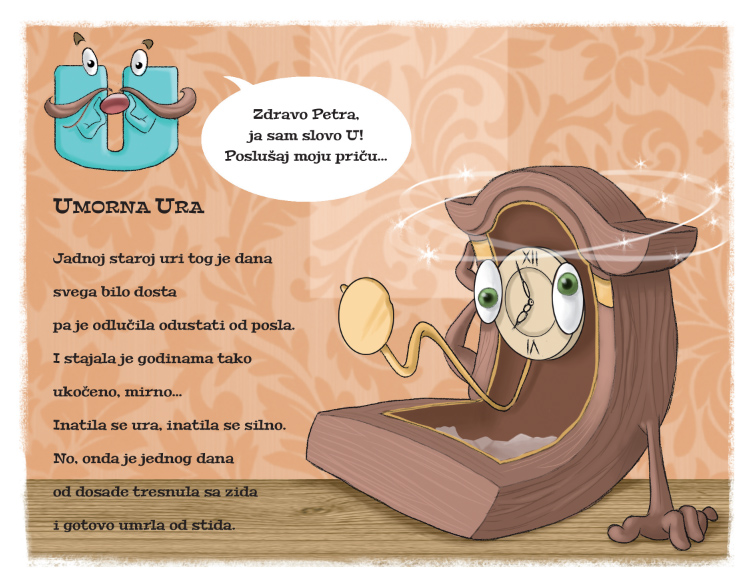 Zdravo Petra,
ja sam slovo U!
Poslušaj moju priču...
UMORNA URA
Jadnoj staroj uri tog je dana
svega bilo dosta
pa je odlučila odustati od posla.
I stajala je godinama tako
ukočeno, mirno...
Inatila se ura, inatila se silno.
No, onda je jednog dana
od dosade tresnula sa zida
i gotovo umrla od stida.
XII
VI